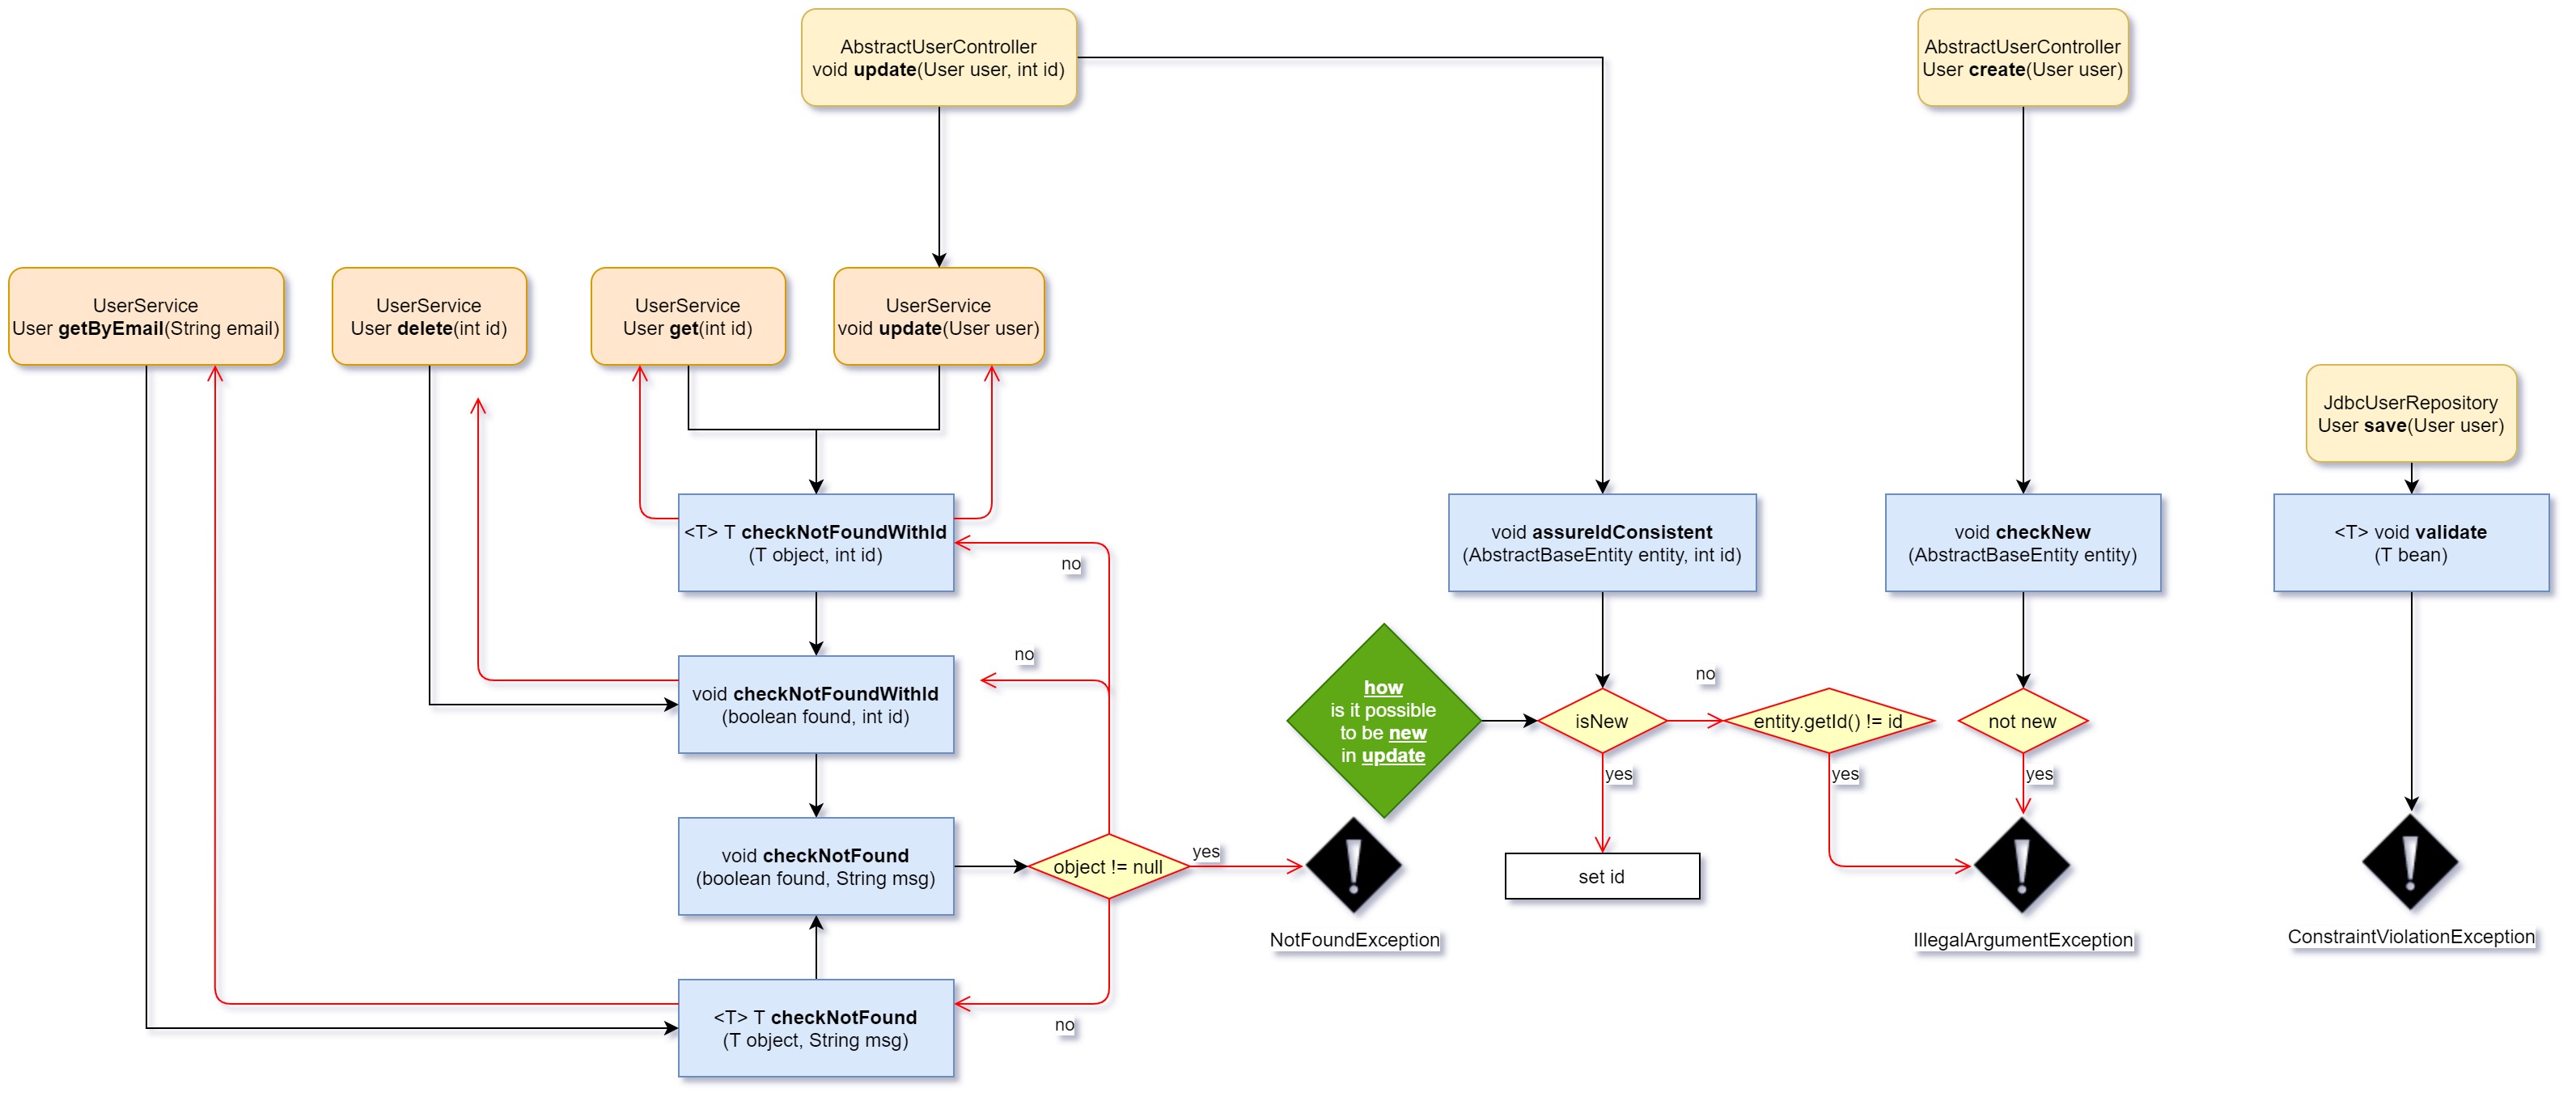 AbstractUserController
void update(User user, int id)
AbstractUserController
User create(User user)
UserService
User getByEmail(String email)
UserService
User delete(int id)
UserService
User get(int id)
UserService
void update(User user)
JdbcUserRepository
User save(User user)
<T> T checkNotFoundWithId
(T object, int id)
no
void assureIdConsistent
(AbstractBaseEntity entity, int id)
void checkNew
(AbstractBaseEntity entity)
<T> void validate
(T bean)
void checkNotFoundWithId
(boolean found, int id)
no
how
is it possible
to be new
in update
isNew
no
entity.getId() != id
not new
yes
yes
yes
void checkNotFound
(boolean found, String msg)
object != null
yes
set id
NotFoundException
IllegalArgumentException
ConstraintViolationException
<T> T checkNotFound
(T object, String msg)
no